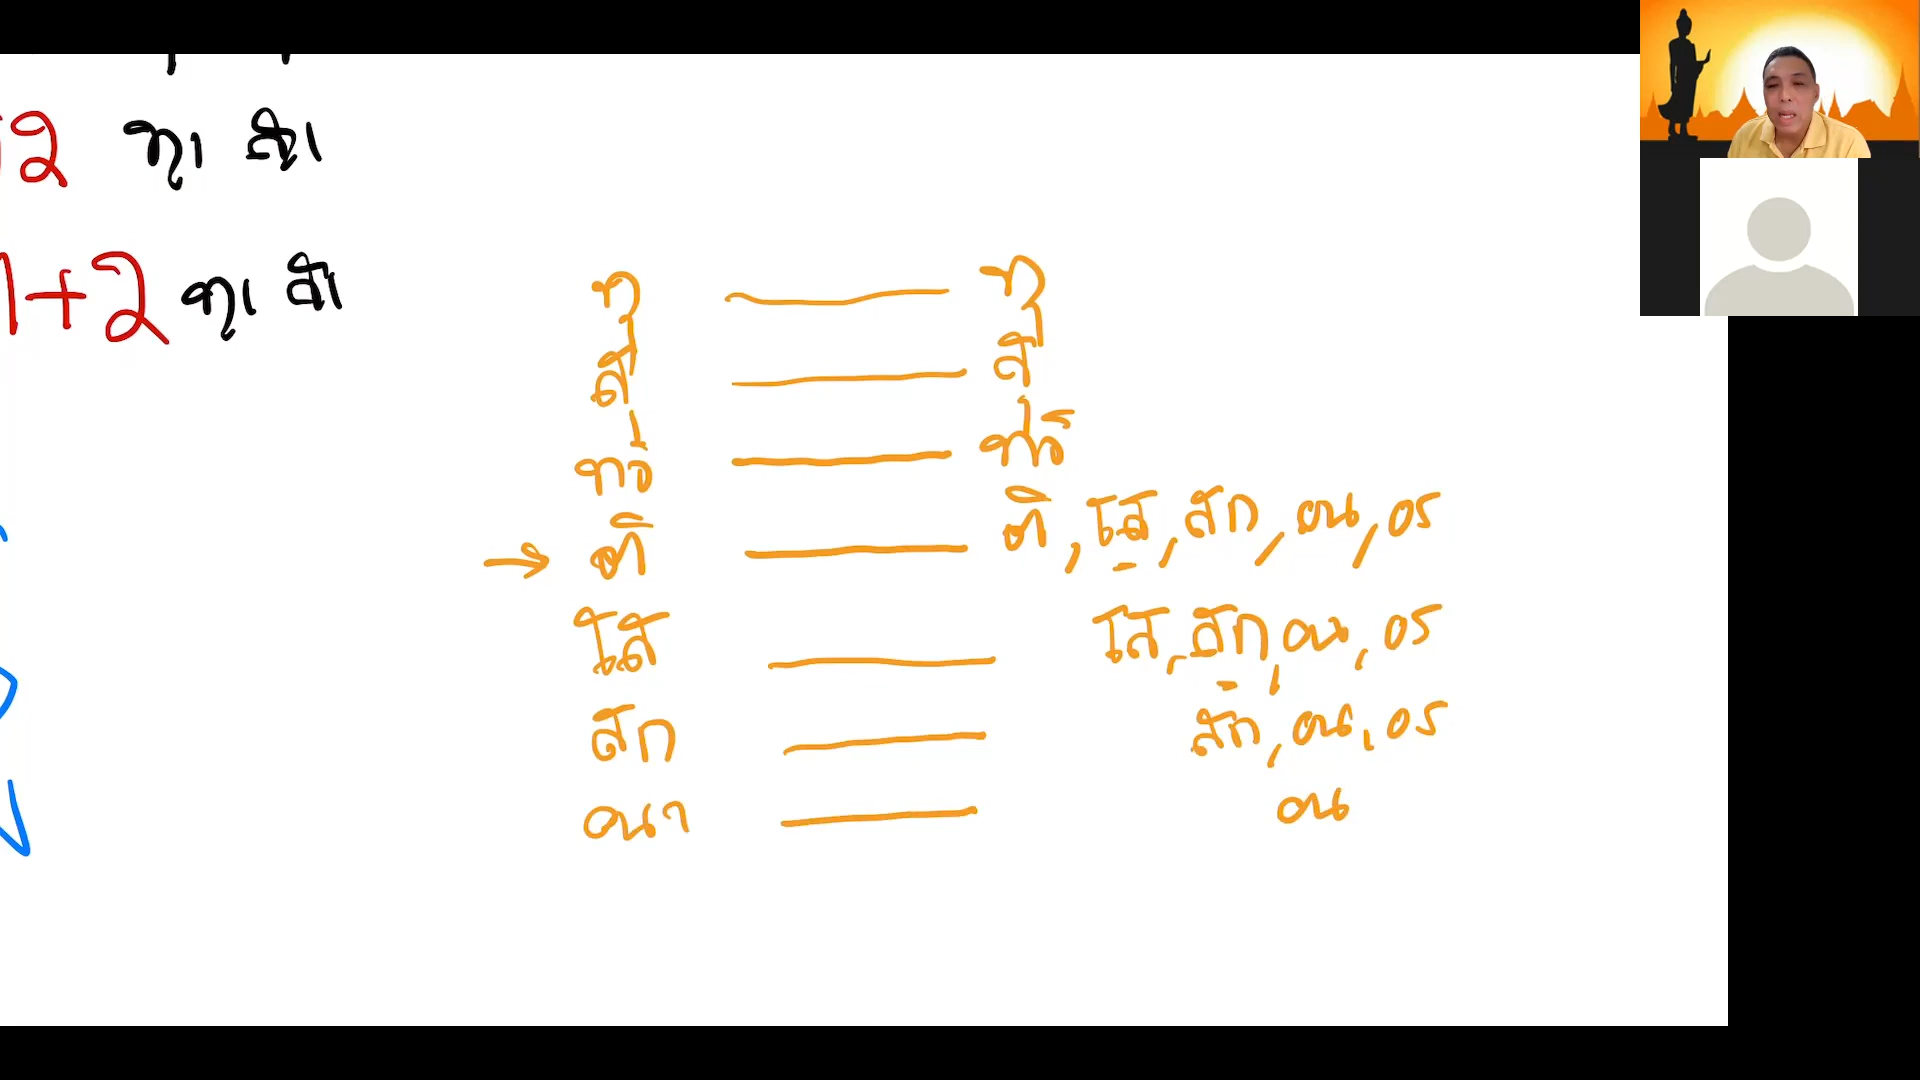 2 ทุ สุ
1+2 ทุ สุ
ทุ ทุ
สุ สุ
ทวิ ทวิ
→ ติ ติ, โส, สก, อน, อร
โส โส, สก, อน, อร
สก สก, อน, อร
อนา อน